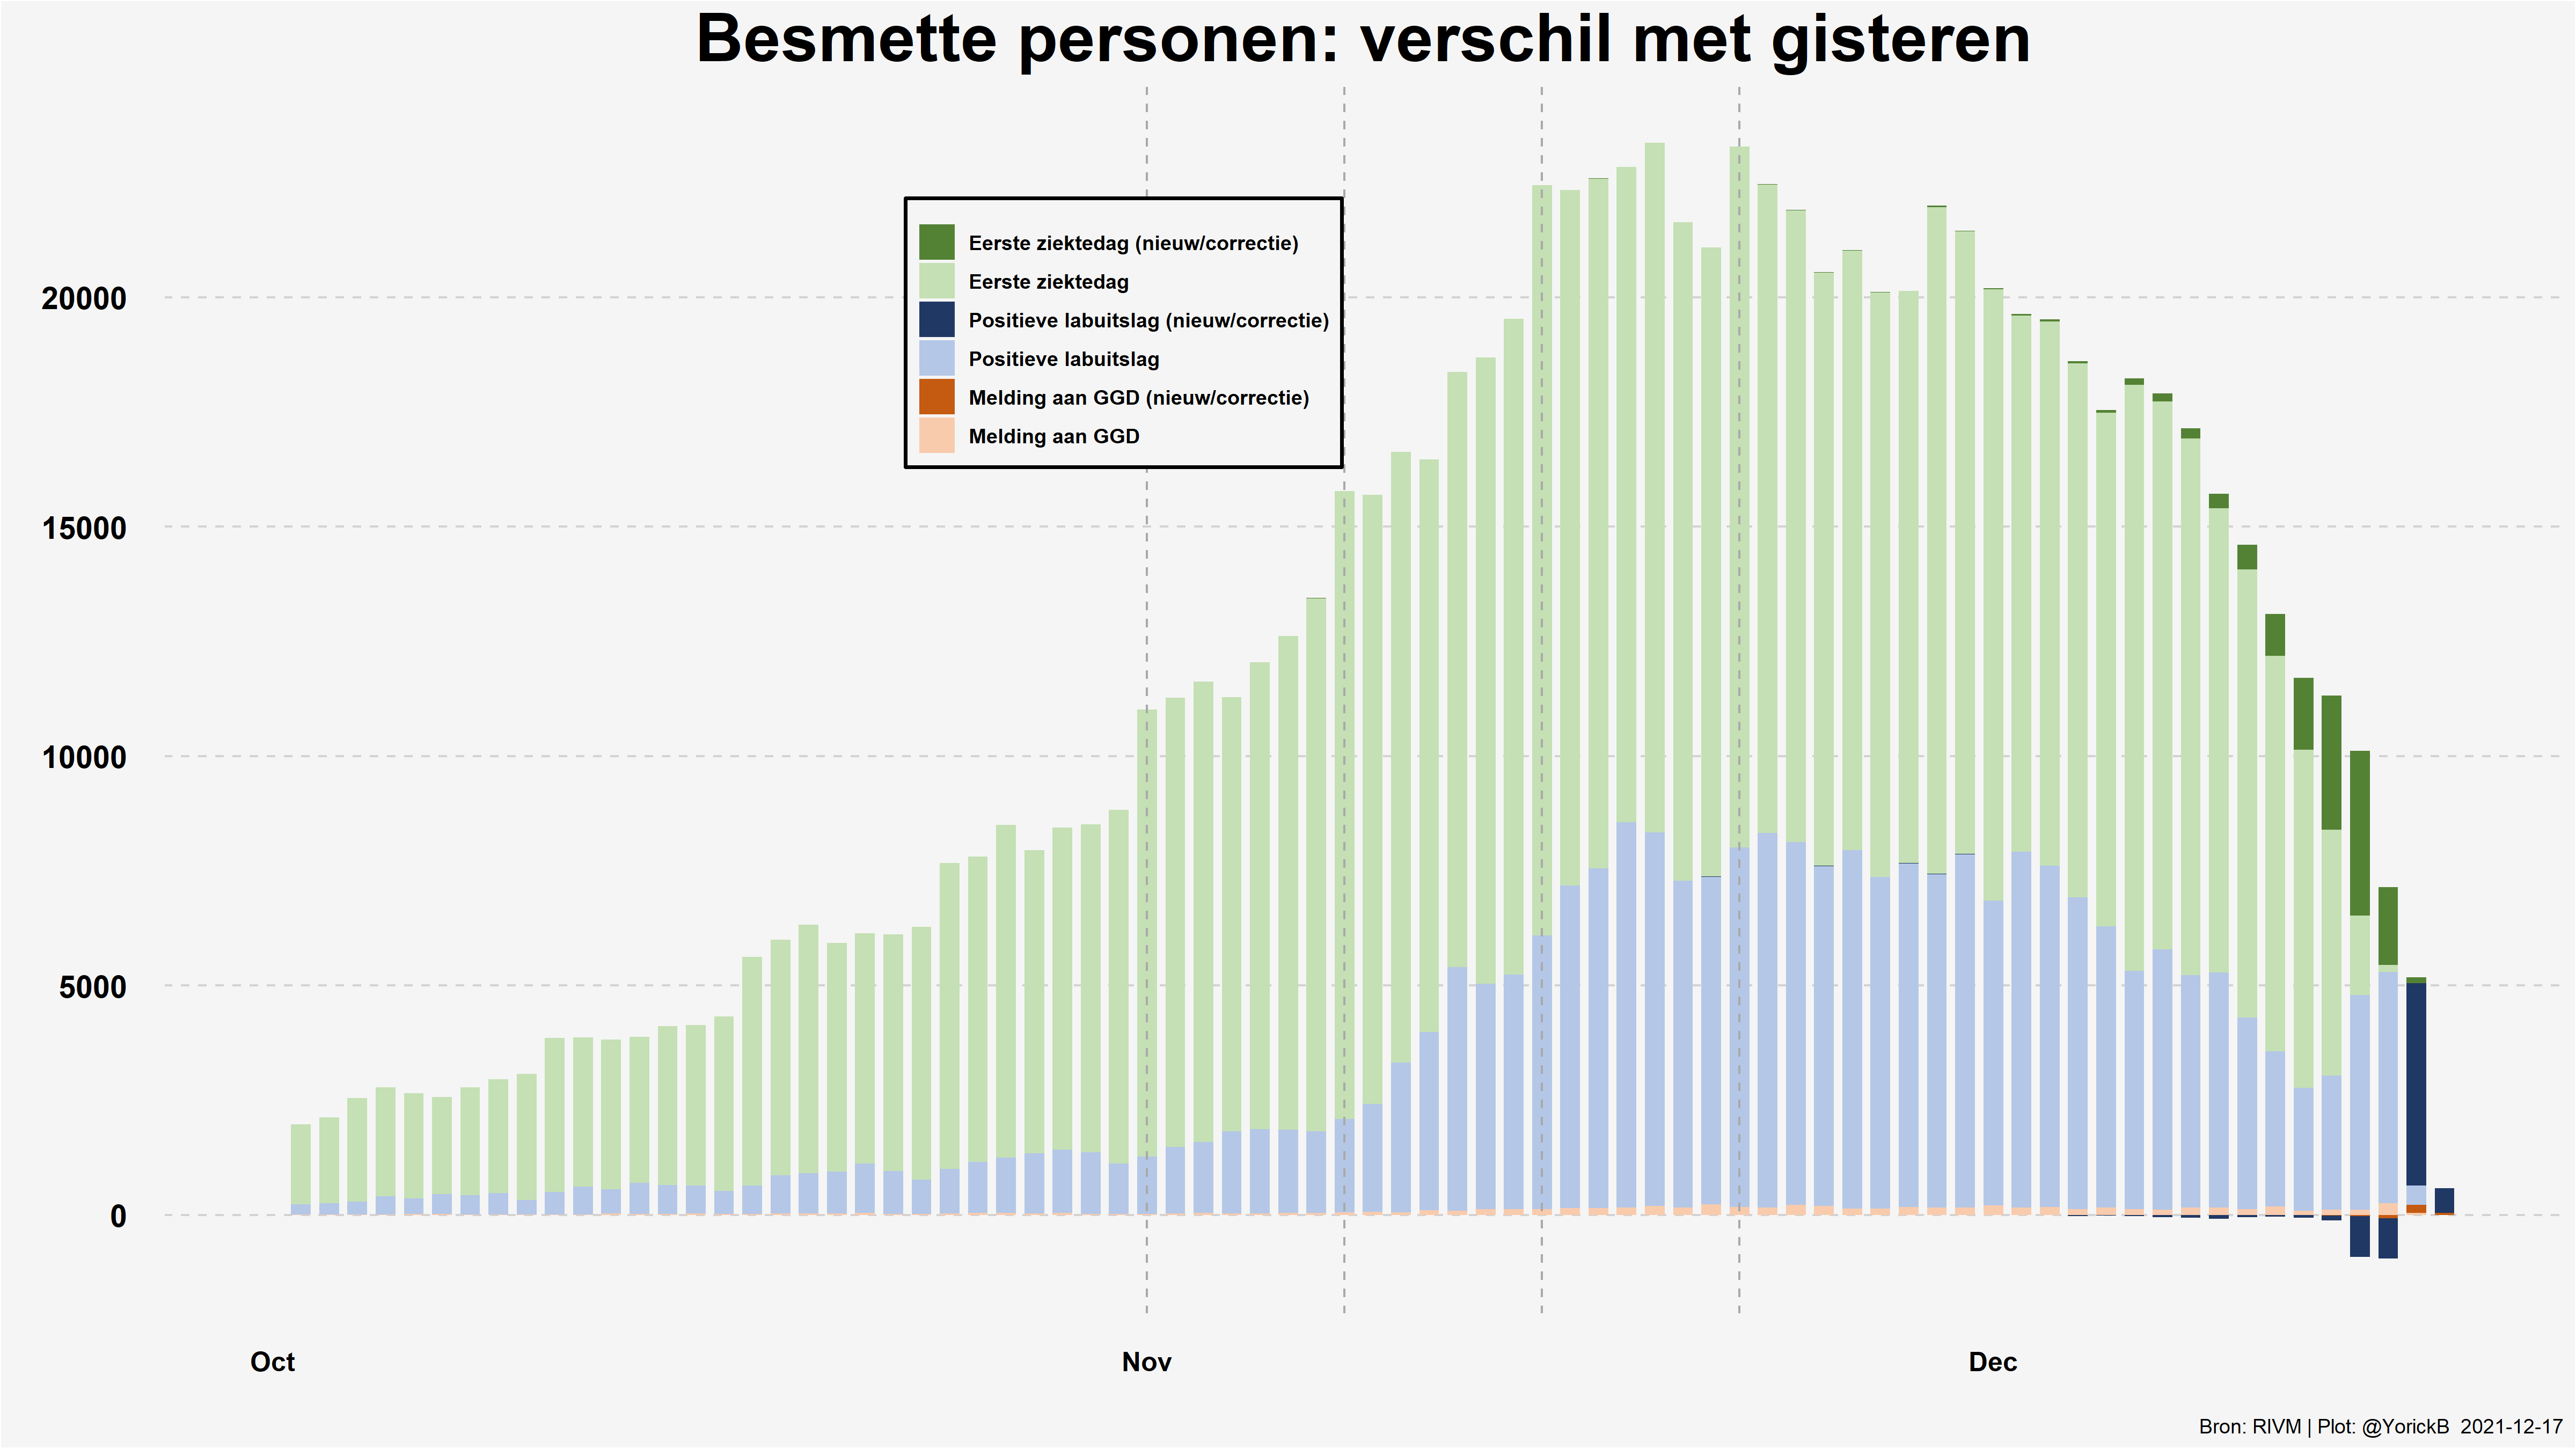 Besmette personen: verschil met gisteren
Eerste ziektedag (nieuw/correctie)
Eerste ziektedag
Positieve labuitslag (nieuw/correctie)
Positieve labuitslag
Melding aan GGD (nieuw/correctie)
Melding aan GGD
20000
15000
10000
5000
0
Oct Nov Dec
Bron: RIVM | Plot: @YorickB 2021-12-17